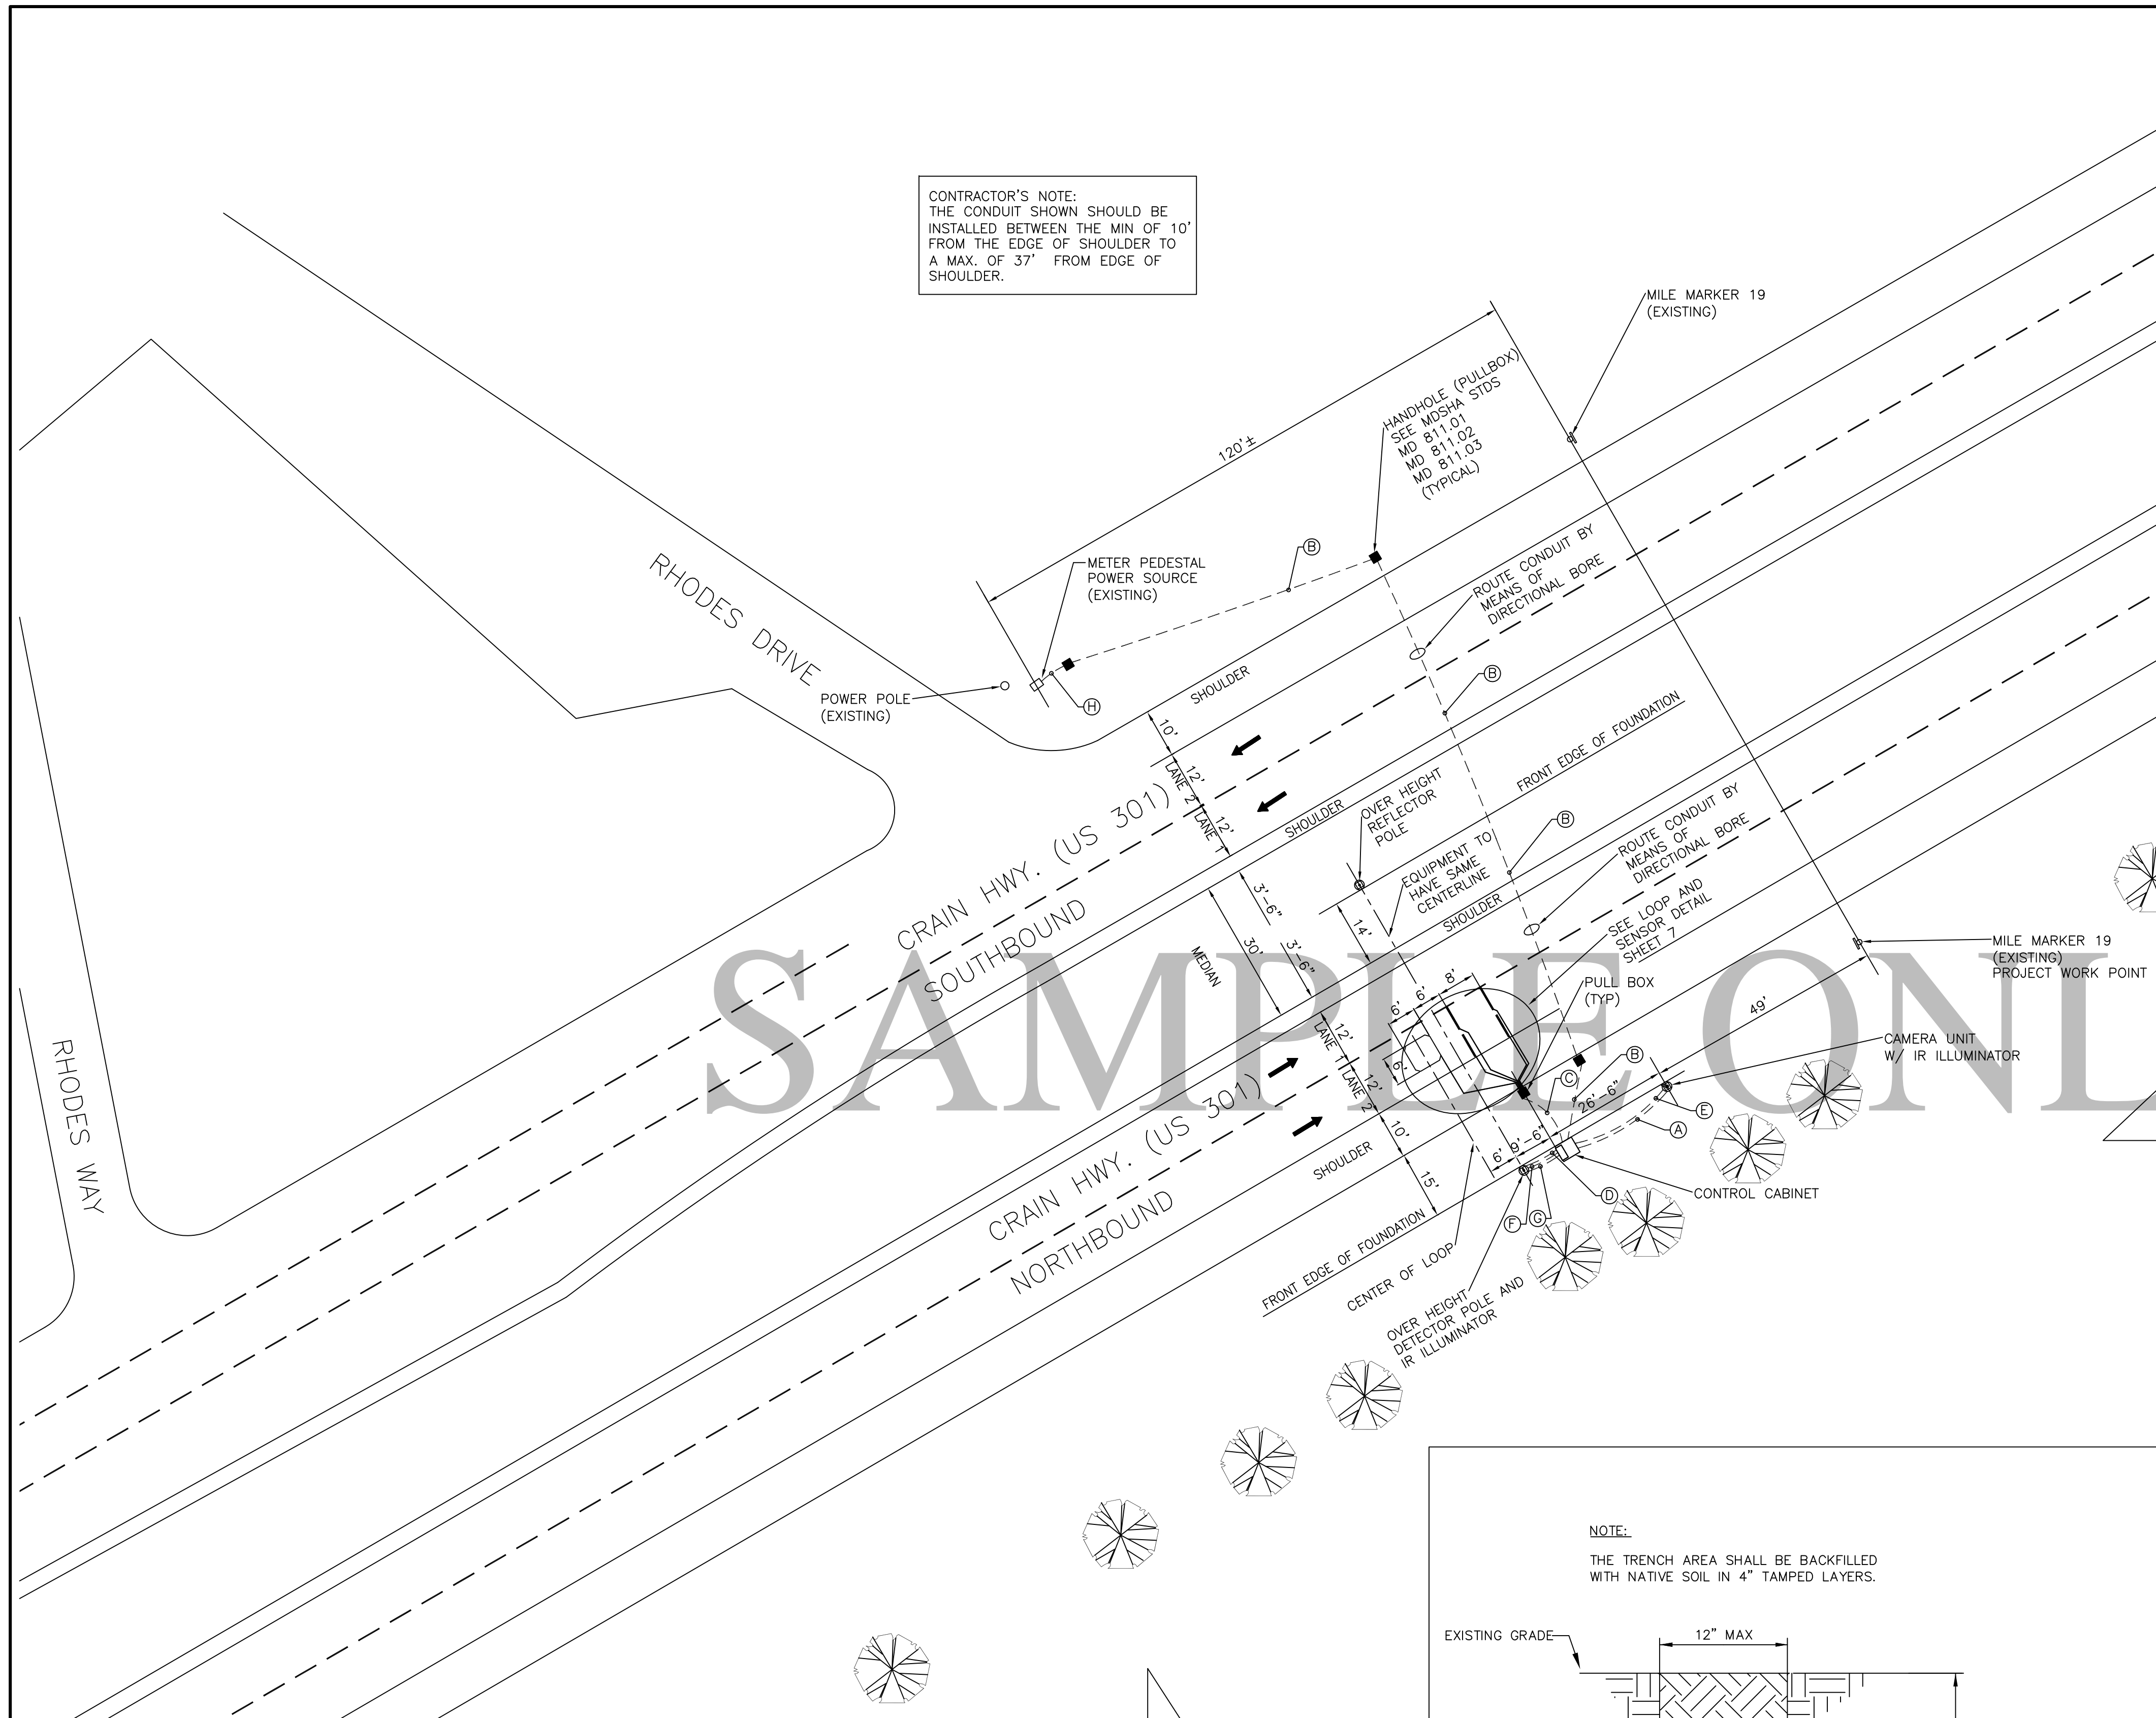 CONTRACTOR'S NOTE:
THE CONDUIT SHOWN SHOULD BE
INSTALLED BETWEEN THE MIN OF 10'
FROM THE EDGE OF SHOULDER TO
A MAX. OF 37' FROM EDGE OF
SHOULDER.
MILE MARKER 19
(EXISTING)
120'±
HANDHOLE (PULLBOX)
SEE MDSHA STDS
MD 811.01
MD 811.02
MD 811.03
(TYPICAL)
B
METER PEDESTAL
POWER SOURCE
(EXISTING)
ROUTE CONDUIT BY
MEANS OF
DIRECTIONAL BORE
RHODES DRIVE
POWER POLE
(EXISTING)
H
SHOULDER
B
10'
12'
LANE 2
12'
LANE 1
CRAIN HWY. (US 301)
SOUTHBOUND
SHOULDER
OVER HEIGHT
REFLECTOR
POLE
FRONT EDGE OF FOUNDATION
B
ROUTE CONDUIT BY
MEANS OF
DIRECTIONAL BORE
EQUIPMENT TO
HAVE SAME
CENTERLINE
SHOULDER
3'-6"
30'
3'-6"
MEDIAN
14'
SEE LOOP AND
SENSOR DETAIL
SHEET 7
MILE MARKER 19
(EXISTING)
PROJECT WORK POINT
PULL BOX
(TYP)
SAMPLE ONL
6'
6'
8'
6'
49'
CAMERA UNIT
W/ IR ILLUMINATOR
12'
LANE 1
12'
LANE 2
10'
15'
B
C
26'-6"
E
A
6'
9'-6"
CRAIN HWY. (US 301)
NORTHBOUND
SHOULDER
D
CONTROL CABINET
F
G
RHODES WAY
FRONT EDGE OF FOUNDATION
CENTER OF LOOP
OVER HEIGHT
DETECTOR POLE AND
IR ILLUMINATOR
NOTE:
THE TRENCH AREA SHALL BE BACKFILLED
WITH NATIVE SOIL IN 4" TAMPED LAYERS.
EXISTING GRADE
12" MAX